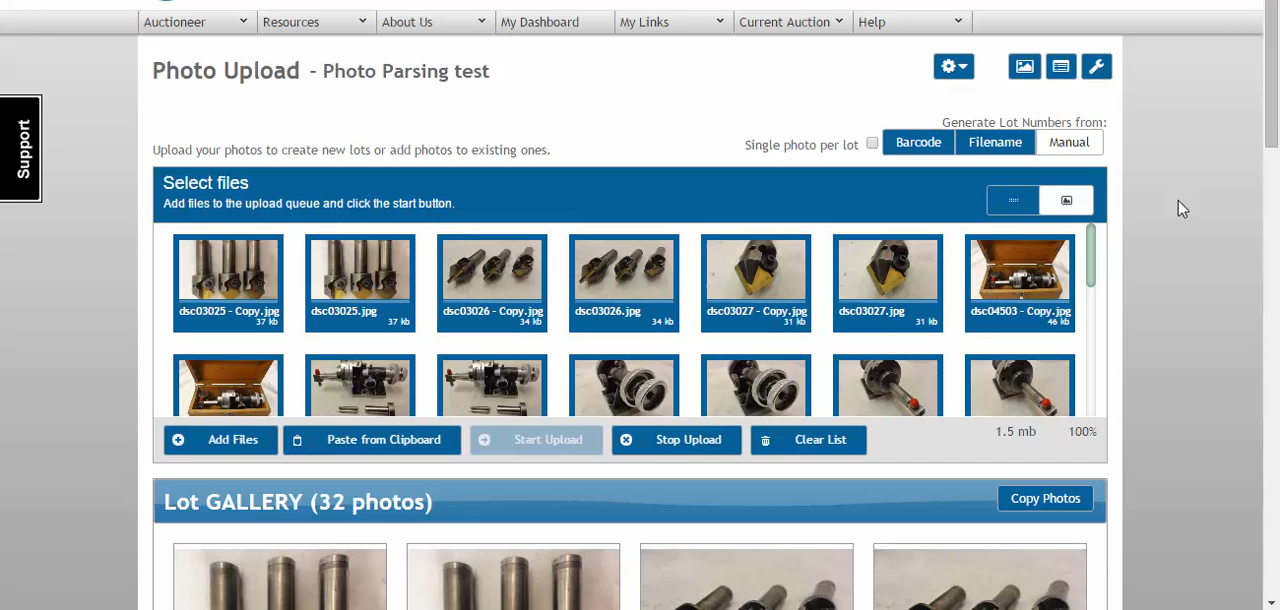 Auctioneer Resources About Us My Dashboard My Links Current Auction Help
Support
Photo Upload - Photo Parsing test
Generate Lot Numbers from:
Upload your photos to create new lots or add photos to existing ones.
Single photo per lot Barcode Filename Manual
Select files
Add files to the upload queue and click the start button.
dsc03025 - Copy.jpg dsc03025.jpg dsc03026 - Copy.jpg dsc03026.jpg dsc03027 - Copy.jpg dsc03027.jpg dsc04503 - Copy.jpg
37 kb 37 kb 34 kb 34 kb 31 kb 31 kb 46 kb
Add Files Paste from Clipboard Start Upload Stop Upload Clear List 1.5 mb 100%
Lot GALLERY (32 photos) Copy Photos